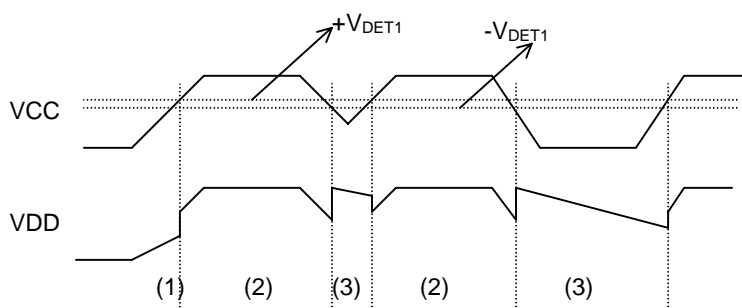 +VDET1
-VDET1
VCC
VDD
(1)
(2)
(3)
(2)
(3)